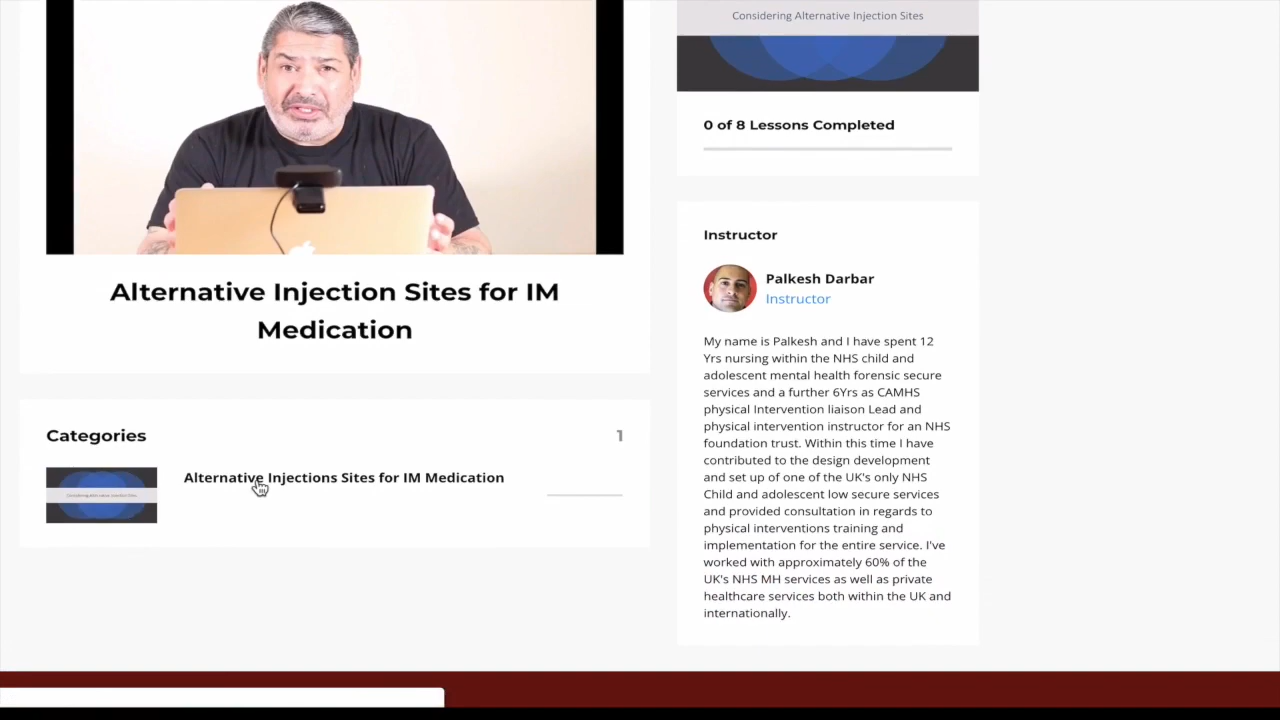 Considering Alternative Injection Sites
0 of 8 Lessons Completed
Alternative Injection Sites for IM
Medication
Categories
1
Alternative Injections Sites for IM Medication
Considering Alternative Injection Sites
Instructor
Palkesh Darbar
Instructor
My name is Palkesh and I have spent 12
Yrs nursing within the NHS child and
adolescent mental health forensic secure
services and a further 6Yrs as CAMHS
physical Intervention liaison Lead and
physical intervention instructor for an NHS
foundation trust. Within this time I have
contributed to the design development
and set up of one of the UK's only NHS
Child and adolescent low secure services
and provided consultation in regards to
physical interventions training and
implementation for the entire service. I've
worked with approximately 60% of the
UK's NHS MH services as well as private
healthcare services both within the UK and
internationally.